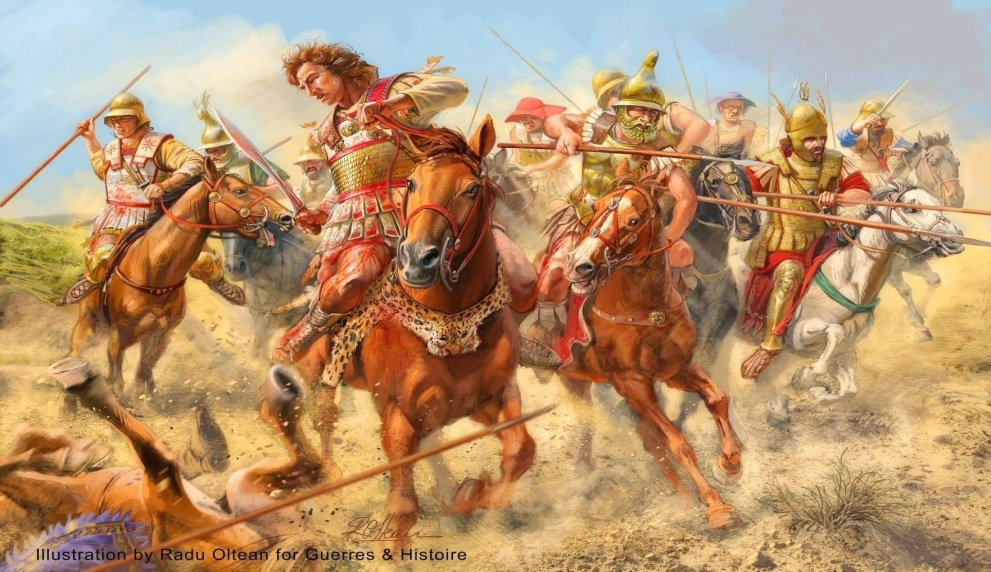 Illustration by Radu Oltean for Guerres & Histoire